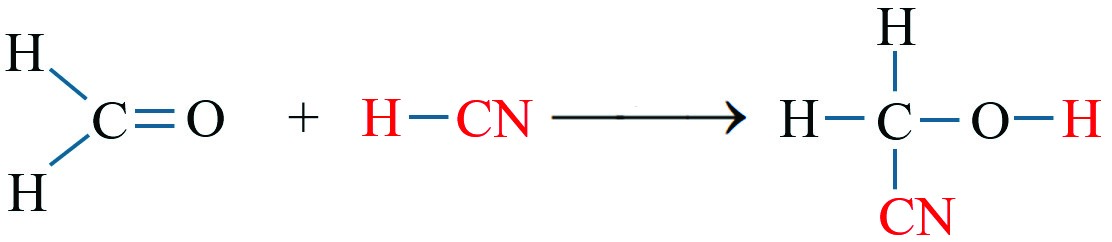 H
H
C=O + H—CN ⟶ H—C—O—H
H
CN